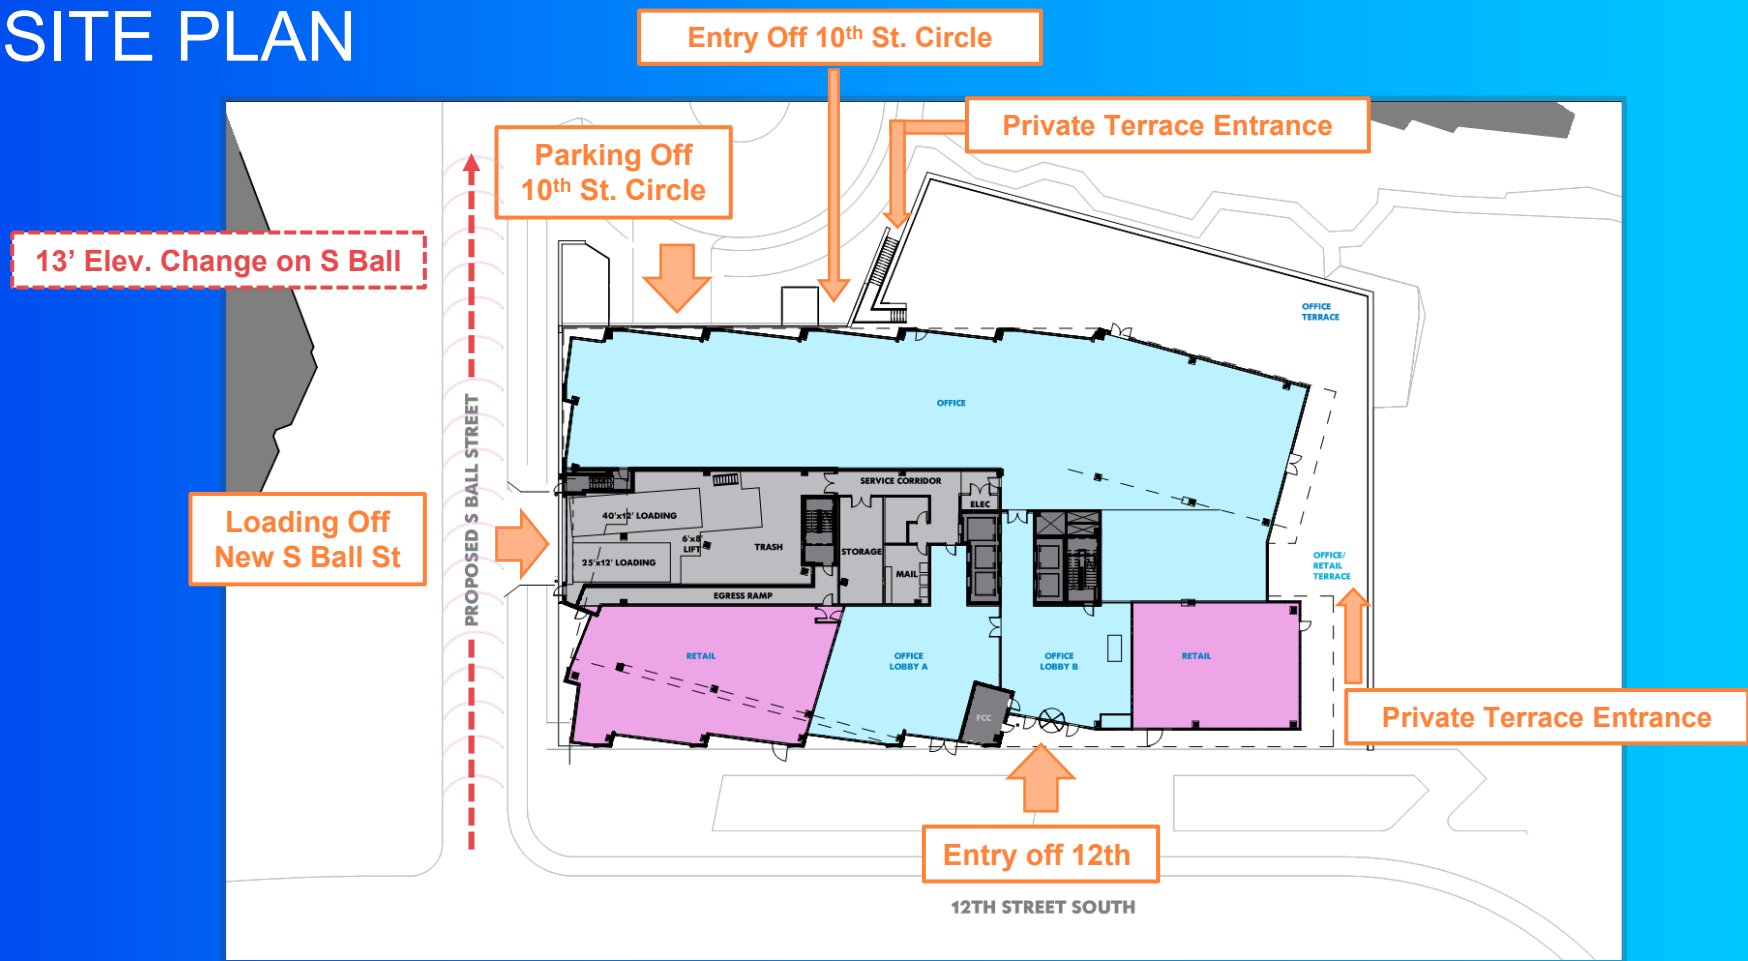 SITE PLAN
Entry Off 10th St. Circle
Private Terrace Entrance
Parking Off
10th St. Circle
13' Elev. Change on S Ball
OFFICE
TERRACE
OFFICE
PROPOSED S BALL STREET
SERVICE CORRIDOR
ELEC
40'x12' LOADING
6'x8'
LIFT
TRASH
STORAGE
25'x12' LOADING
MAIL
EGRESS RAMP
Loading Off
New S Ball St
OFFICE/
RETAIL
TERRACE
RETAIL
OFFICE
LOBBY A
OFFICE
LOBBY B
RETAIL
FCC
Private Terrace Entrance
Entry off 12th
12TH STREET SOUTH